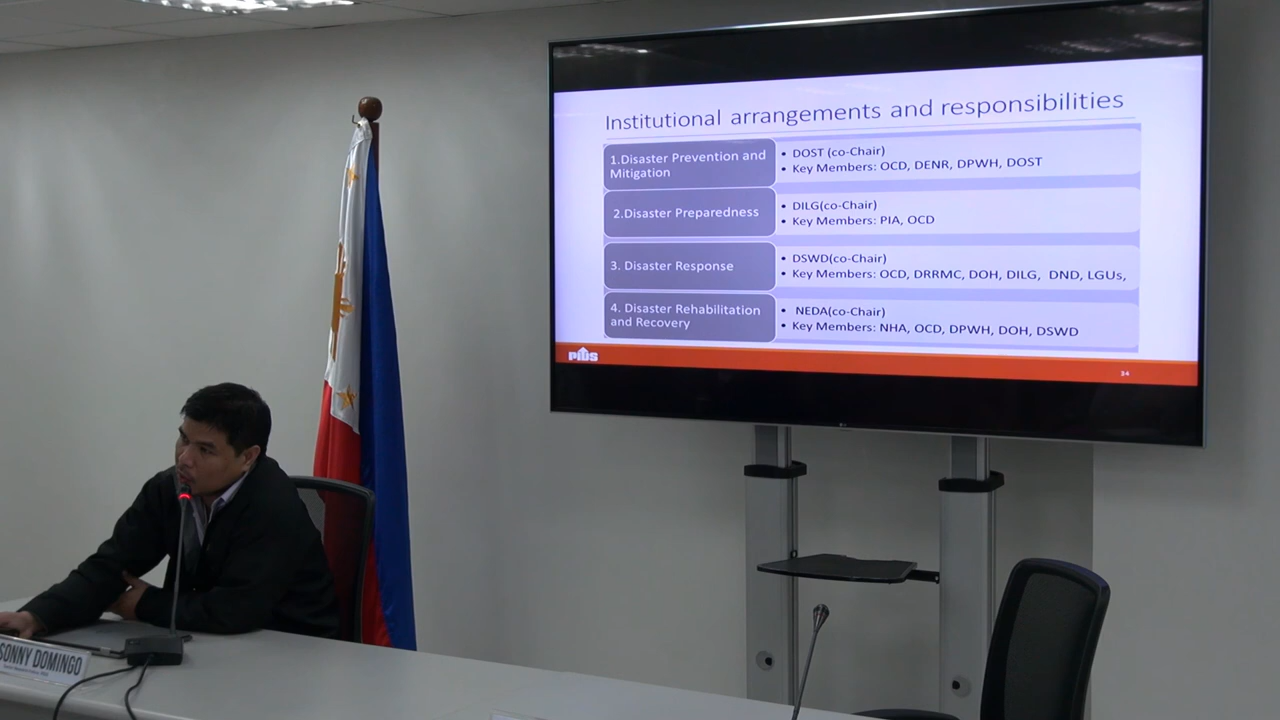 Institutional arrangements and responsibilities
1.Disaster Prevention and
Mitigation
• DOST (co-Chair)
• Key Members: OCD, DENR, DPWH, DOST
2.Disaster Preparedness
• DILG(co-Chair)
• Key Members: PIA, OCD
3. Disaster Response
• DSWD(co-Chair)
• Key Members: OCD, DRRMC, DOH, DILG, DND, LGUs,
4. Disaster Rehabilitation
and Recovery
• NEDA(co-Chair)
• Key Members: NHA, OCD, DPWH, DOH, DSWD
PIDS
34
SONNY DOMINGO